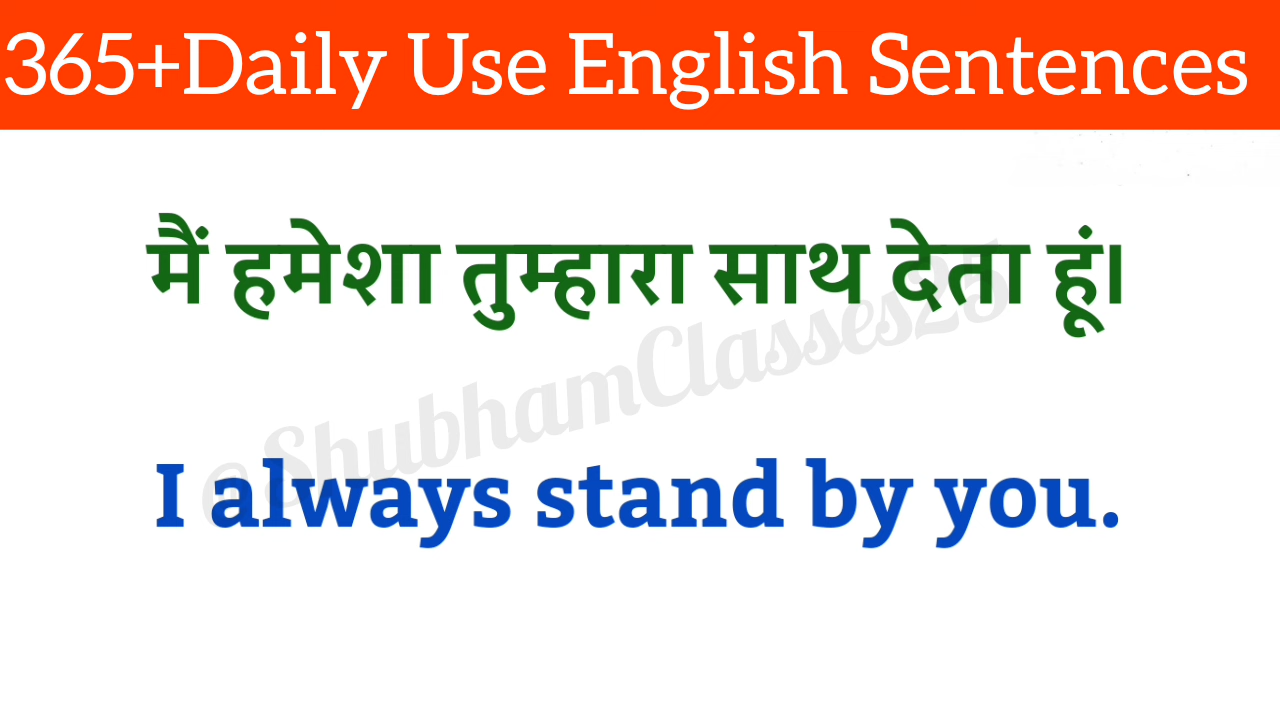 365+Daily Use English Sentences
मैं हमेशा तुम्हारा साथ देता हूं।
@ShubhamClasses25
I always stand by you.